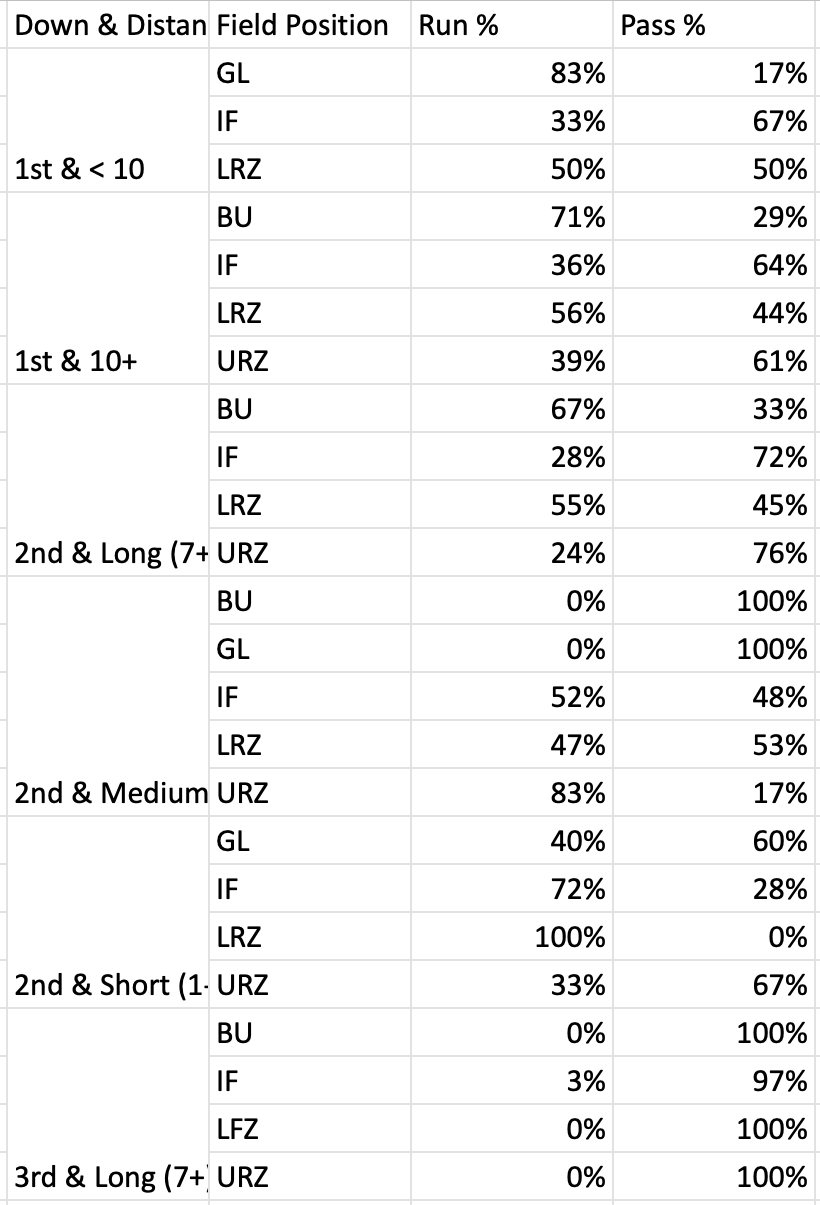 Down & Distan Field Position Run % Pass %
GL 83% 17%
IF 33% 67%
1st & < 10 LRZ 50% 50%
BU 71% 29%
IF 36% 64%
LRZ 56% 44%
1st & 10+ URZ 39% 61%
BU 67% 33%
IF 28% 72%
LRZ 55% 45%
2nd & Long (7+ URZ 24% 76%
BU 0% 100%
GL 0% 100%
IF 52% 48%
LRZ 47% 53%
2nd & Medium URZ 83% 17%
GL 40% 60%
IF 72% 28%
LRZ 100% 0%
2nd & Short (1- URZ 33% 67%
BU 0% 100%
IF 3% 97%
LFZ 0% 100%
3rd & Long (7+) URZ 0% 100%